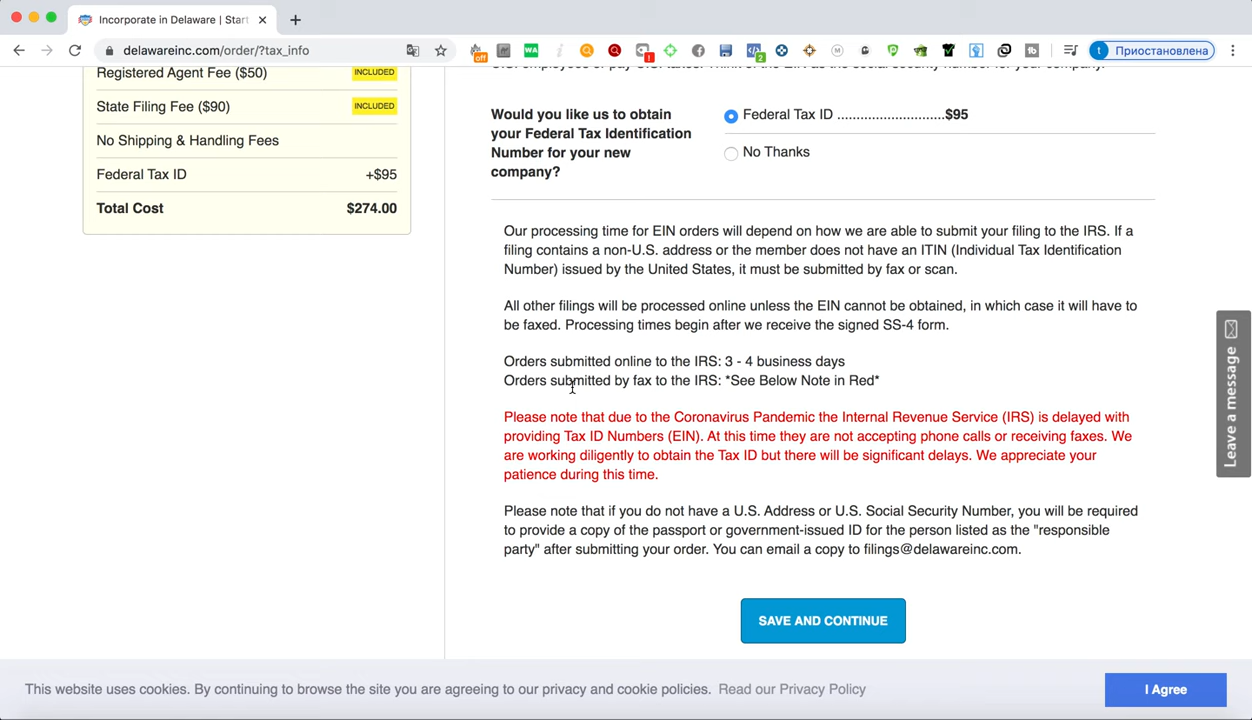 Incorporate in Delaware | Start
delawareinc.com/order/?tax_info
Приостановлена
Registered Agent Fee ($50)
INCLUDED
State Filing Fee ($90)
INCLUDED
No Shipping & Handling Fees
Federal Tax ID
+$95
Total Cost
$274.00
Would you like us to obtain
your Federal Tax Identification
Number for your new
company?
Federal Tax ID ............................$95
No Thanks
Our processing time for EIN orders will depend on how we are able to submit your filing to the IRS. If a
filing contains a non-U.S. address or the member does not have an ITIN (Individual Tax Identification
Number) issued by the United States, it must be submitted by fax or scan.
All other filings will be processed online unless the EIN cannot be obtained, in which case it will have to
be faxed. Processing times begin after we receive the signed SS-4 form.
Orders submitted online to the IRS: 3 - 4 business days
Orders submitted by fax to the IRS: *See Below Note in Red*
Please note that due to the Coronavirus Pandemic the Internal Revenue Service (IRS) is delayed with
providing Tax ID Numbers (EIN). At this time they are not accepting phone calls or receiving faxes. We
are working diligently to obtain the Tax ID but there will be significant delays. We appreciate your
patience during this time.
Please note that if you do not have a U.S. Address or U.S. Social Security Number, you will be required
to provide a copy of the passport or government-issued ID for the person listed as the "responsible
party" after submitting your order. You can email a copy to filings@delawareinc.com.
SAVE AND CONTINUE
Leave a message
This website uses cookies. By continuing to browse the site you are agreeing to our privacy and cookie policies. Read our Privacy Policy
I Agree